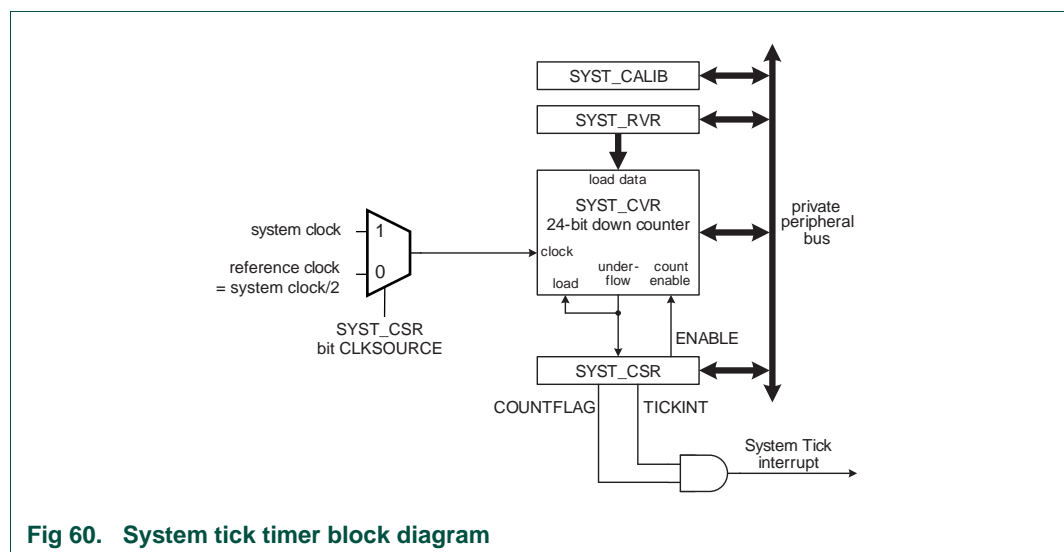 SYST_CALIB
SYST_RVR
load data
SYST_CVR
24-bit down counter
private
peripheral
bus
system clock
1
clock
reference clock
= system clock/2
0
under-
flow
count
enable
load
SYST_CSR
bit CLKSOURCE
ENABLE
SYST_CSR
COUNTFLAG
TICKINT
System Tick
interrupt
Fig 60. System tick timer block diagram